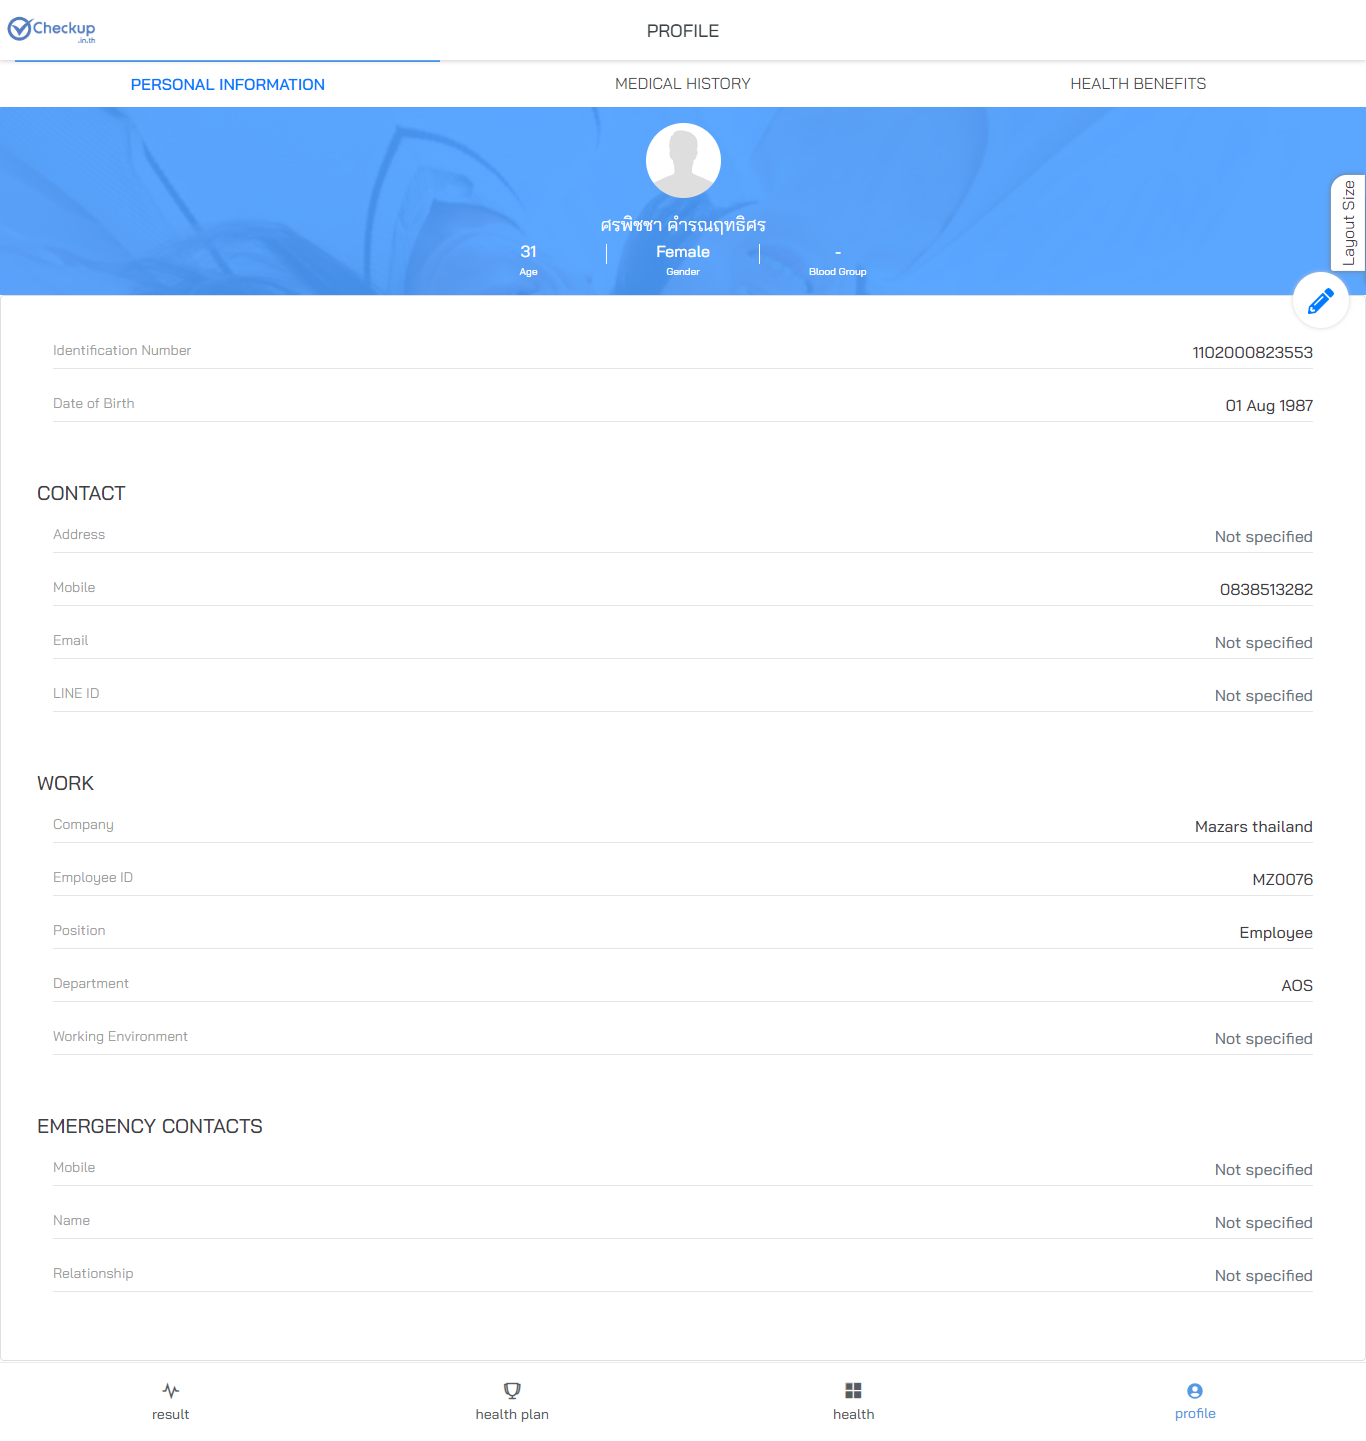 Checkup
.in.th
PROFILE
PERSONAL INFORMATION
MEDICAL HISTORY
HEALTH BENEFITS
Layout Size
ศรพิชชา คำรณฤทธิศร
31
Female
-
Age
Gender
Blood Group
Identification Number
1102000823553
Date of Birth
01 Aug 1987
CONTACT
Address
Not specified
Mobile
0838513282
Email
Not specified
LINE ID
Not specified
WORK
Company
Mazars thailand
Employee ID
MZ0076
Position
Employee
Department
AOS
Working Environment
Not specified
EMERGENCY CONTACTS
Mobile
Not specified
Name
Not specified
Relationship
Not specified
result
health plan
health
profile